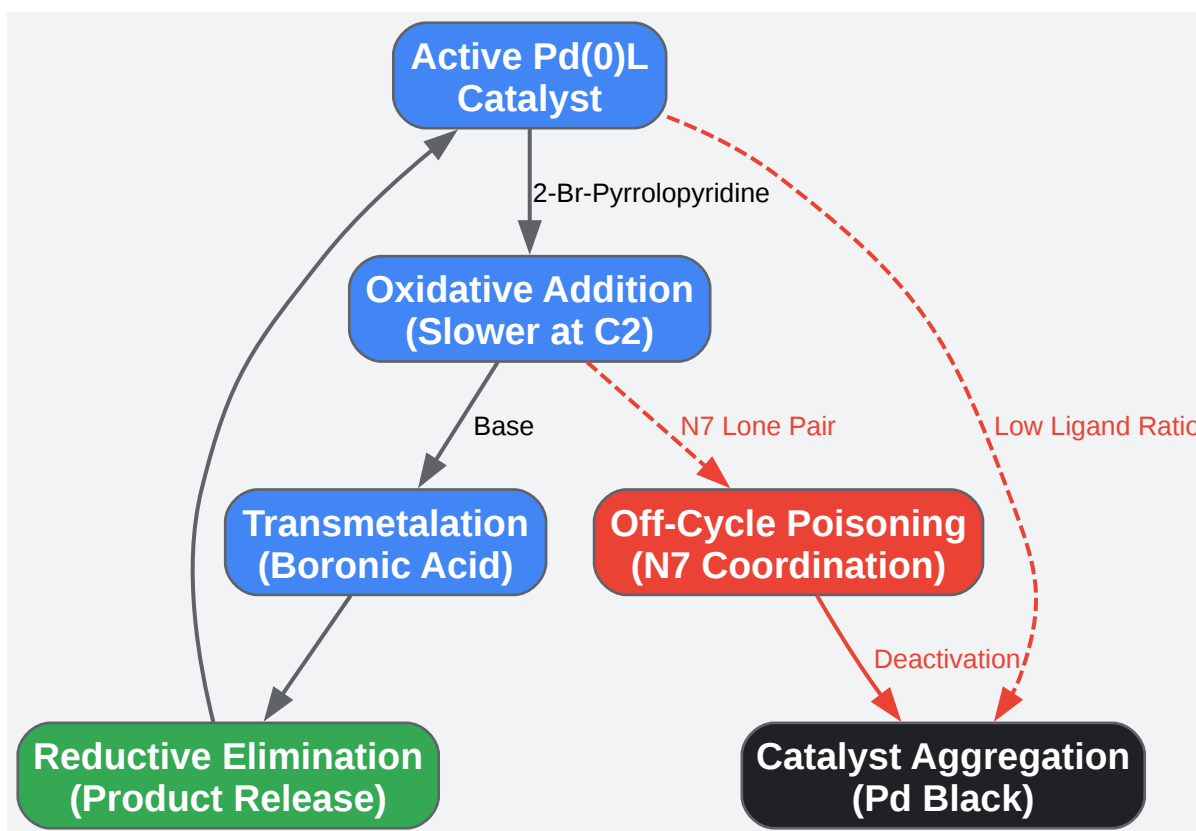 Active Pd(0)L
Catalyst
2-Br-Pyrrolopyridine
Oxidative Addition
(Slower at C2)
Base
N7 Lone Pair
Low Ligand Ratio
Transmetalation
(Boronic Acid)
Off-Cycle Poisoning
(N7 Coordination)
Deactivation
Reductive Elimination
(Product Release)
Catalyst Aggregation
(Pd Black)